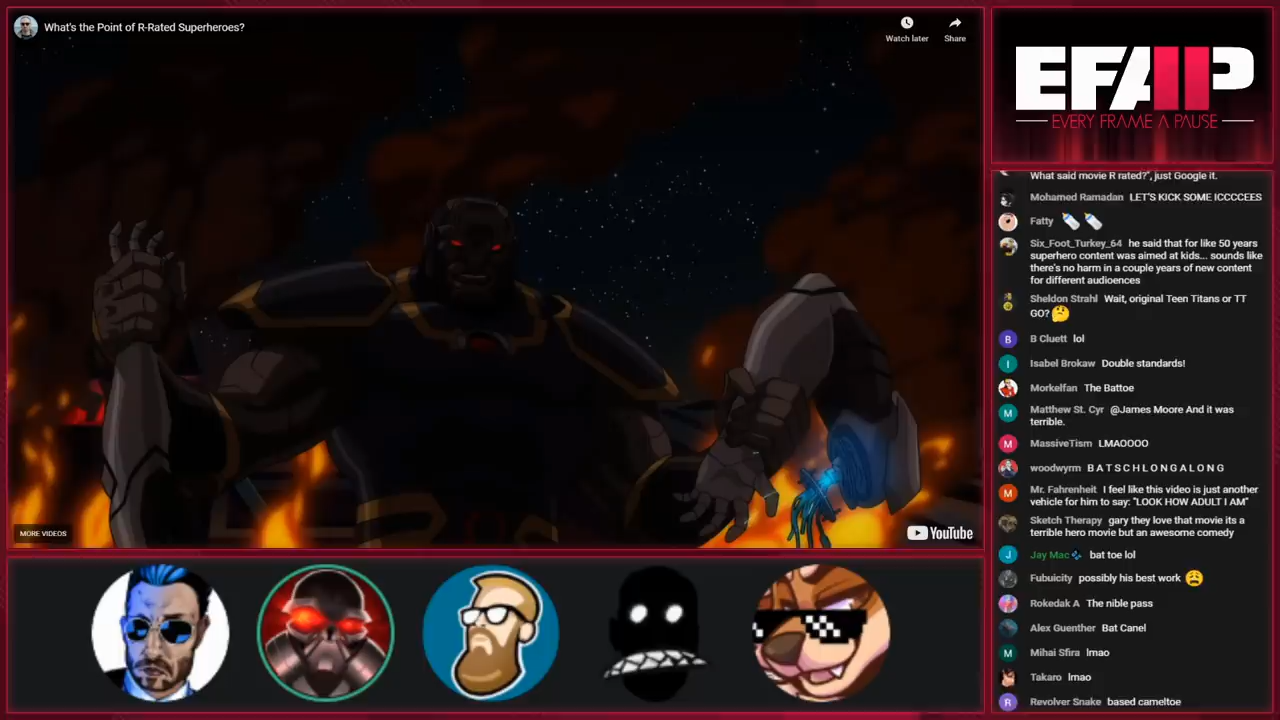 What's the Point of R-Rated Superheroes?
Watch later
Share
MORE VIDEOS
YouTube
EFAP
EVERY FRAME A PAUSE
What said movie R rated?", just Google it.
Mohamed Ramadan LET'S KICK SOME ICCCCEES
Fatty
Six_Foot_Turkey_64 he said that for like 50 years
superhero content was aimed at kids... sounds like
there's no harm in a couple years of new content
for different audioences
Sheldon Strahl Wait, original Teen Titans or TT
GO?
B Cluett lol
Isabel Brokaw Double standards!
Morkelfan The Battoe
Matthew St. Cyr @James Moore And it was
terrible.
MassiveTism LMAOOOO
woodwyrm B A T S C H L O N G A L O N G
Mr. Fahrenheit I feel like this video is just another
vehicle for him to say: "LOOK HOW ADULT I AM"
Sketch Therapy gary they love that movie its a
terrible hero movie but an awesome comedy
Jay Mac bat toe lol
Fubuicity possibly his best work
Rokedak A The nible pass
Alex Guenther Bat Canel
Mihai Sfira lmao
Takaro lmao
Revolver Snake based cameltoe